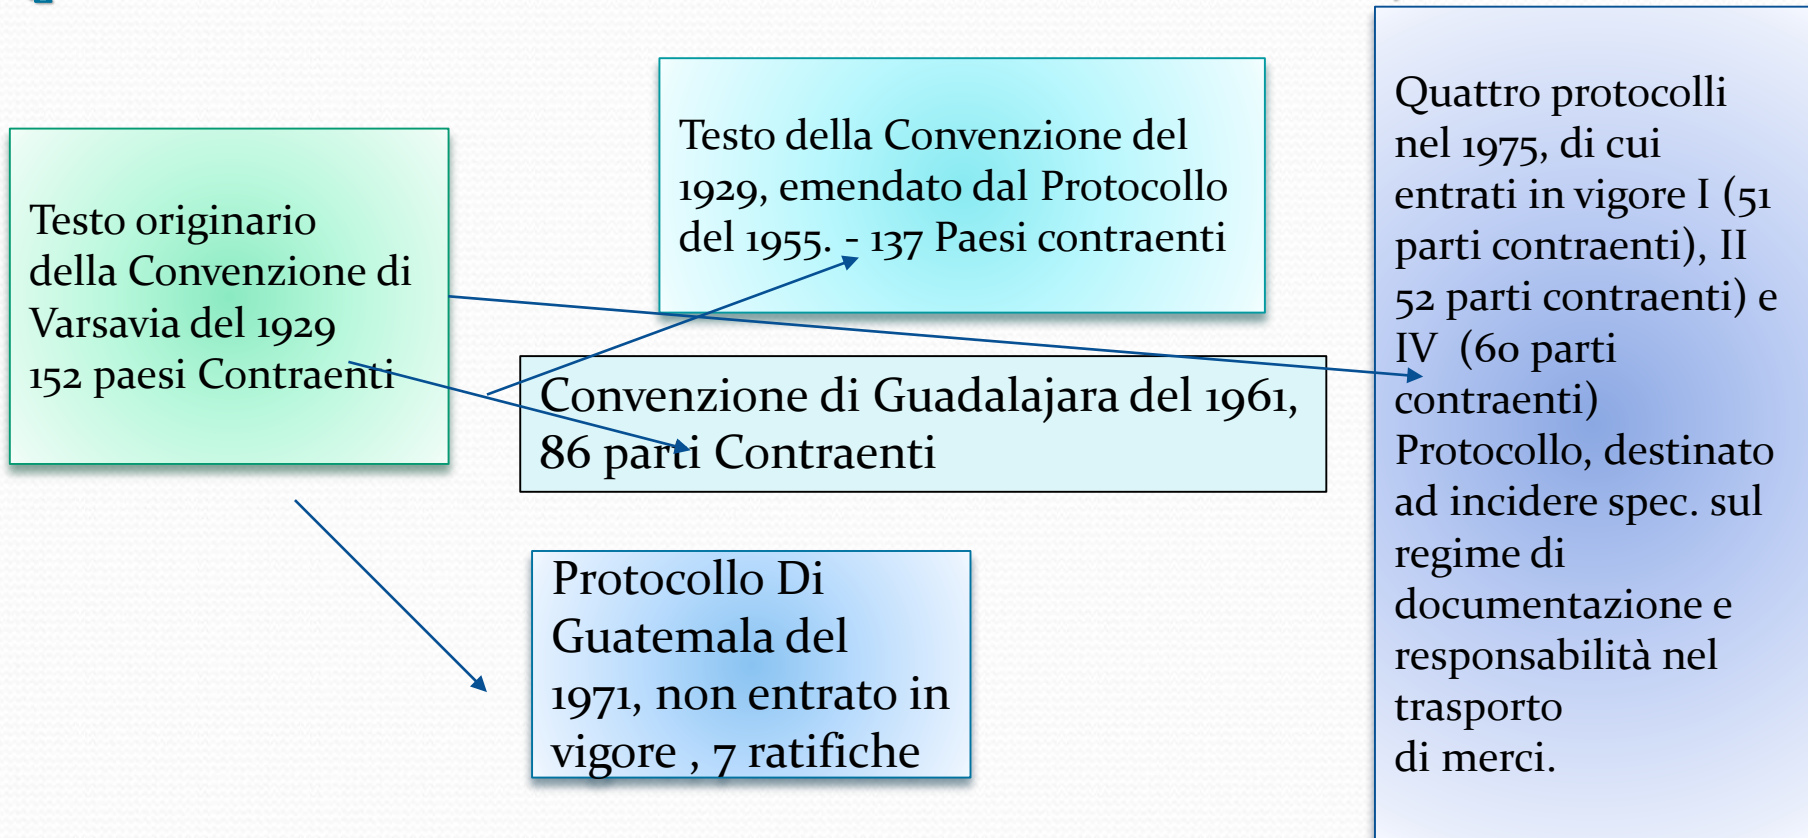 Testo originario
della Convenzione di
Varsavia del 1929
152 paesi Contraenti
Testo della Convenzione del
1929, emendato dal Protocollo
del 1955. - 137 Paesi contraenti
Convenzione di Guadalajara del 1961,
86 parti Contraenti
Protocollo Di
Guatemala del
1971, non entrato in
vigore , 7 ratifiche
Quattro protocolli
nel 1975, di cui
entrati in vigore I (51
parti contraenti), II
52 parti contraenti) e
IV (60 parti
contraenti)
Protocollo, destinato
ad incidere spec. sul
regime di
documentazione e
responsabilità nel
trasporto
di merci.